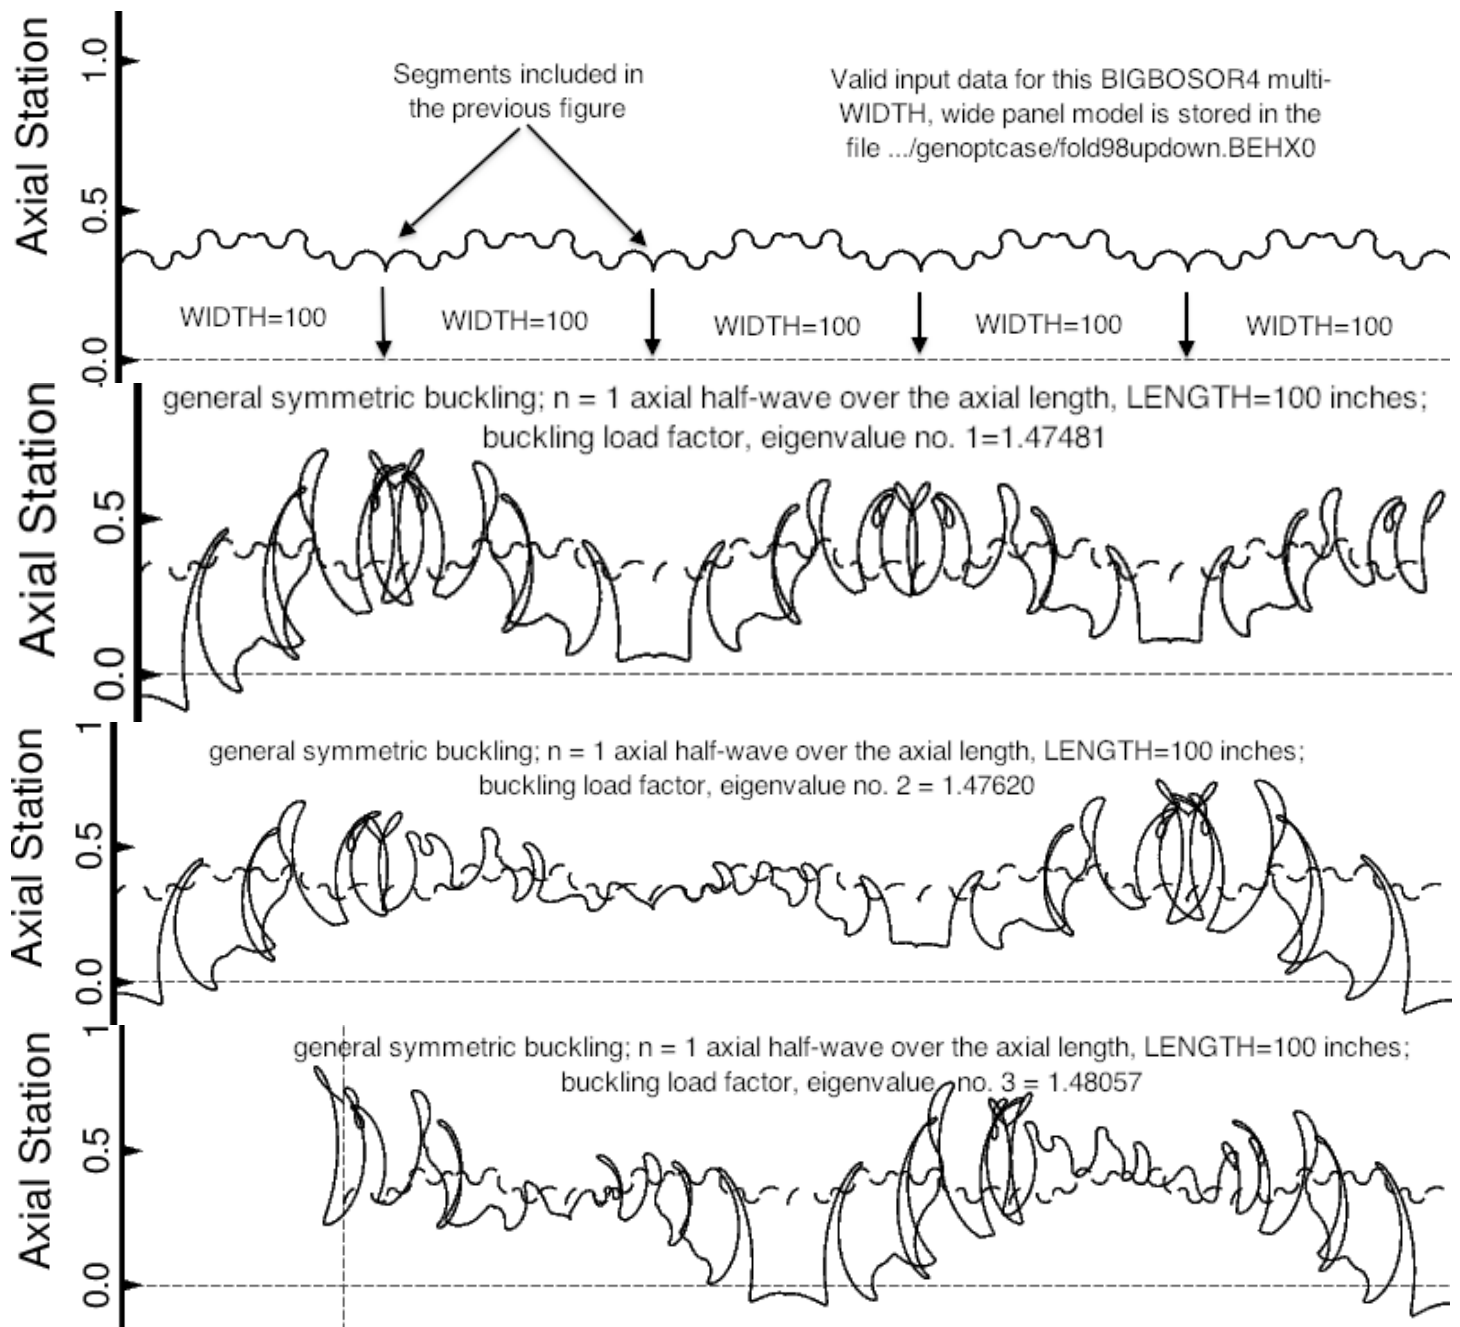 Axial Station
1.0
0.5
0.0
Segments included in
the previous figure
Valid input data for this BIGBOSOR4 multi-
WIDTH, wide panel model is stored in the
file .../genoptcase/fold98updown.BEHX0
WIDTH=100
WIDTH=100
WIDTH=100
WIDTH=100
WIDTH=100
Axial Station
0.5
0.0
general symmetric buckling; n = 1 axial half-wave over the axial length, LENGTH=100 inches;
buckling load factor, eigenvalue no. 1=1.47481
Axial Station
1
0.5
0.0
general symmetric buckling; n = 1 axial half-wave over the axial length, LENGTH=100 inches;
buckling load factor, eigenvalue no. 2 = 1.47620
Axial Station
1
0.5
0.0
general symmetric buckling; n = 1 axial half-wave over the axial length, LENGTH=100 inches;
buckling load factor, eigenvalue no. 3 = 1.48057